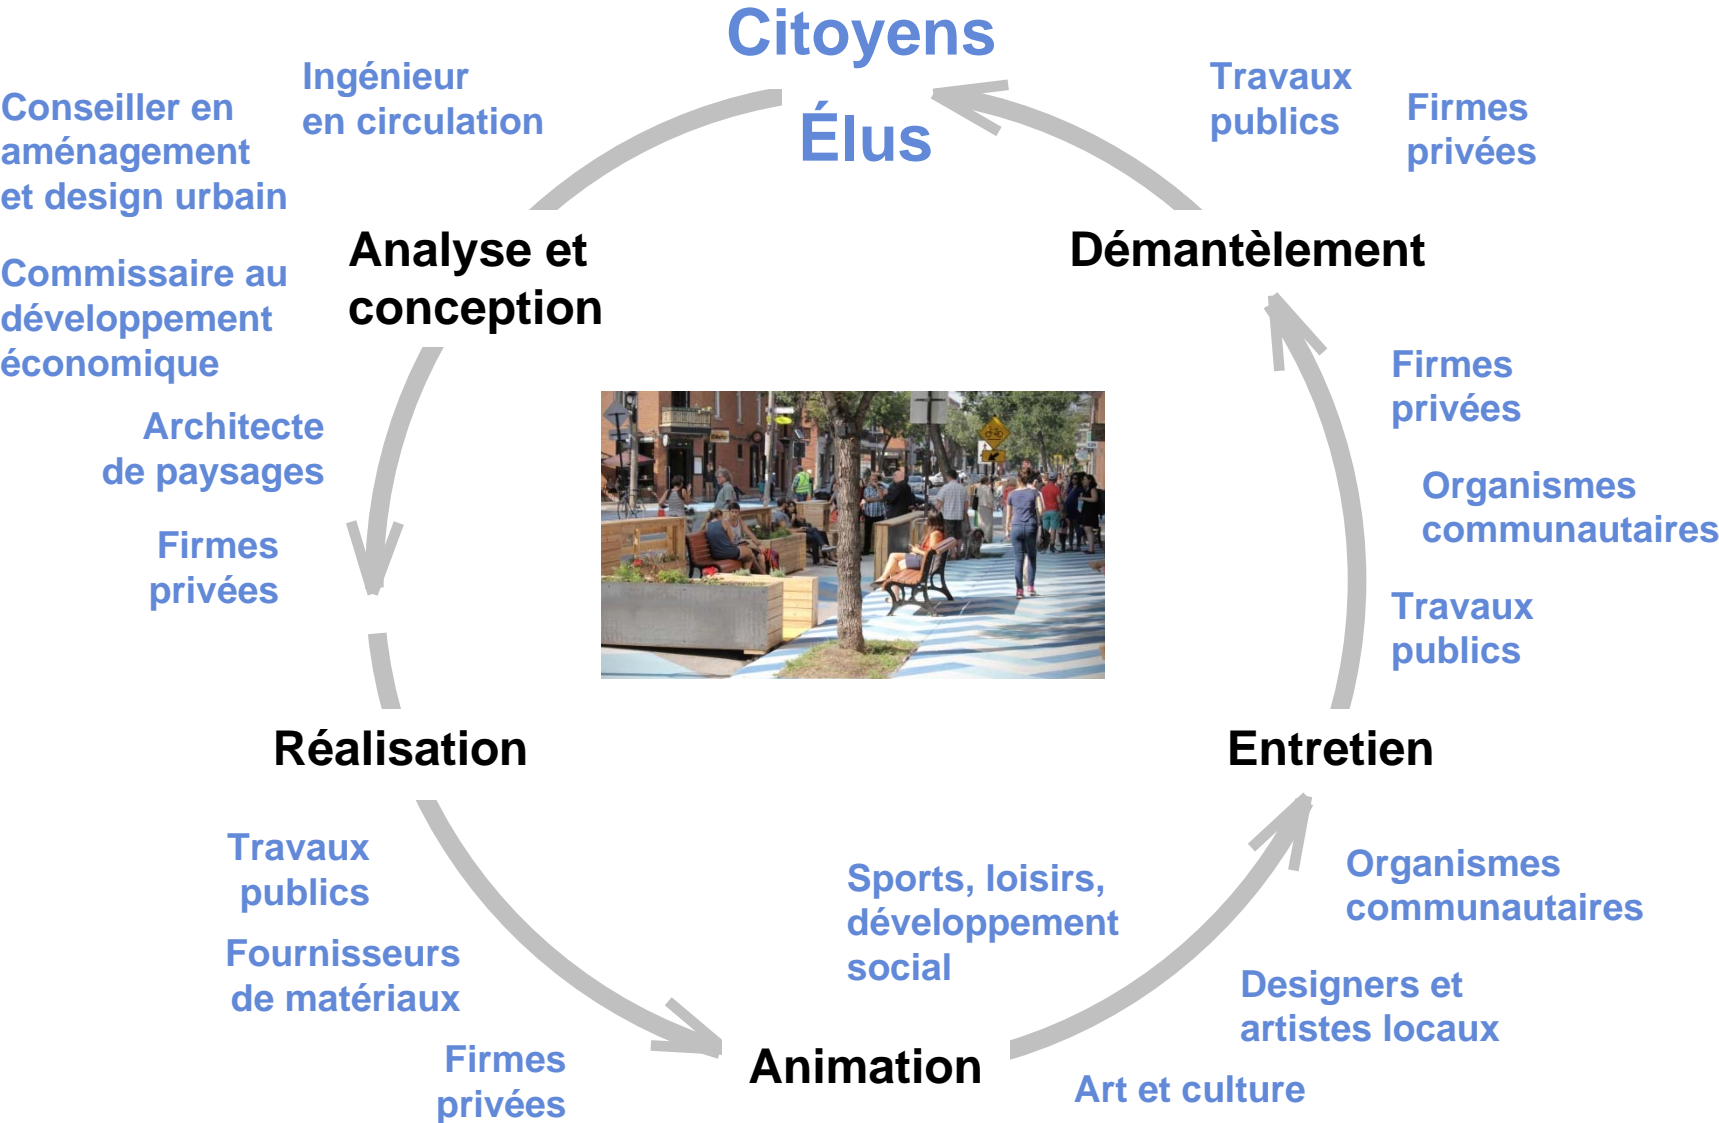 Citoyens
Élus
Ingénieur
en circulation
Conseiller en
aménagement
et design urbain
Commissaire au
développement
économique
Architecte
de paysages
Firmes
privées
Analyse et
conception
Réalisation
Travaux
publics
Fournisseurs
de matériaux
Firmes
privées
Animation
Sports, loisirs,
développement
social
Art et culture
Designers et
artistes locaux
Organismes
communautaires
Entretien
Travaux
publics
Organismes
communautaires
Firmes
privées
Démantèlement
Travaux
publics
Firmes
privées